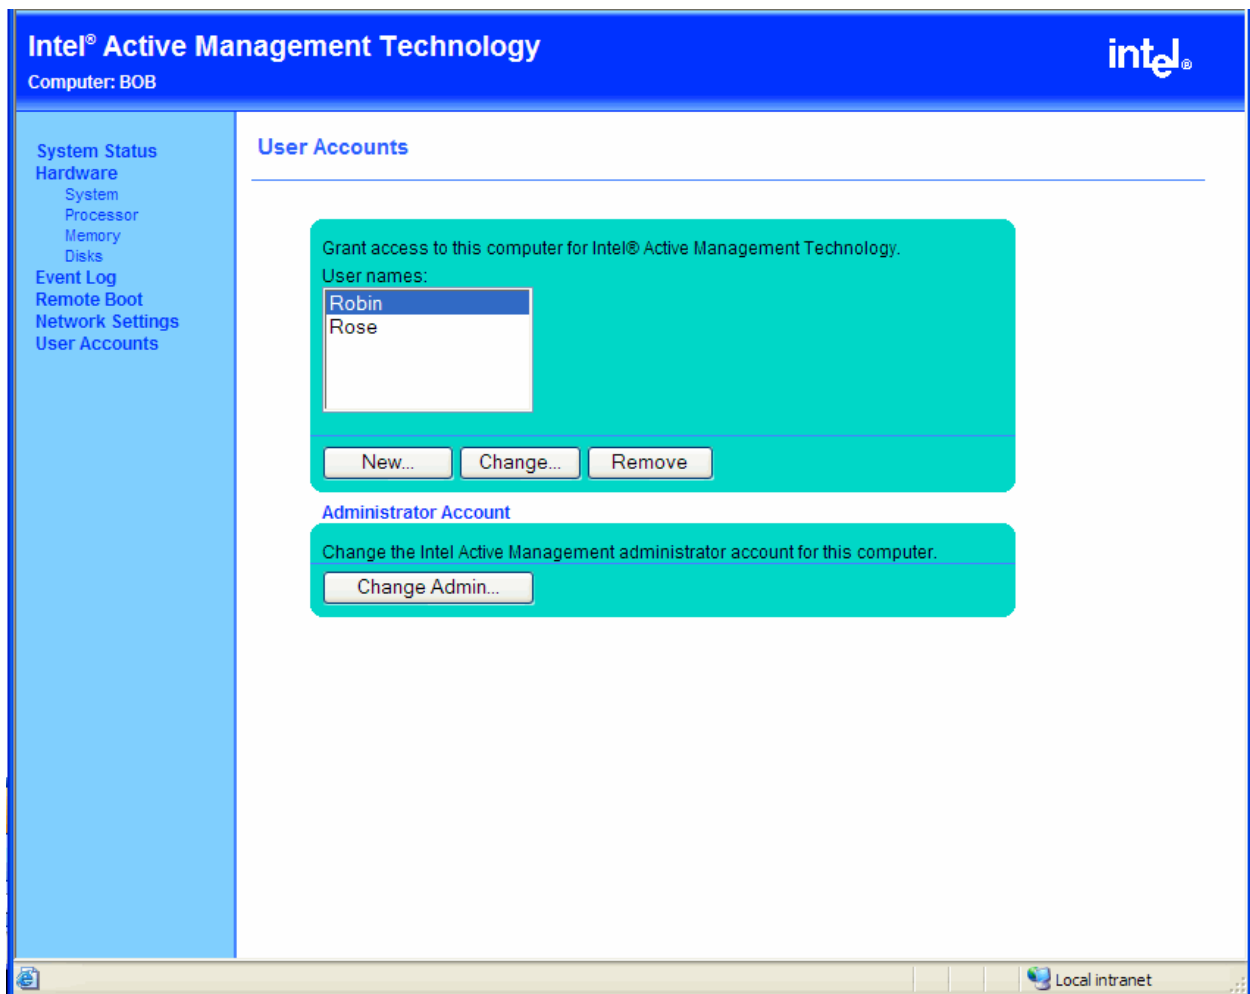 Intel® Active Management Technology
Computer: BOB
intel®
System Status
Hardware
System
Processor
Memory
Disks
Event Log
Remote Boot
Network Settings
User Accounts
User Accounts
Grant access to this computer for Intel® Active Management Technology.
User names:
Robin
Rose
New... Change... Remove
Administrator Account
Change the Intel Active Management administrator account for this computer.
Change Admin...
Local intranet